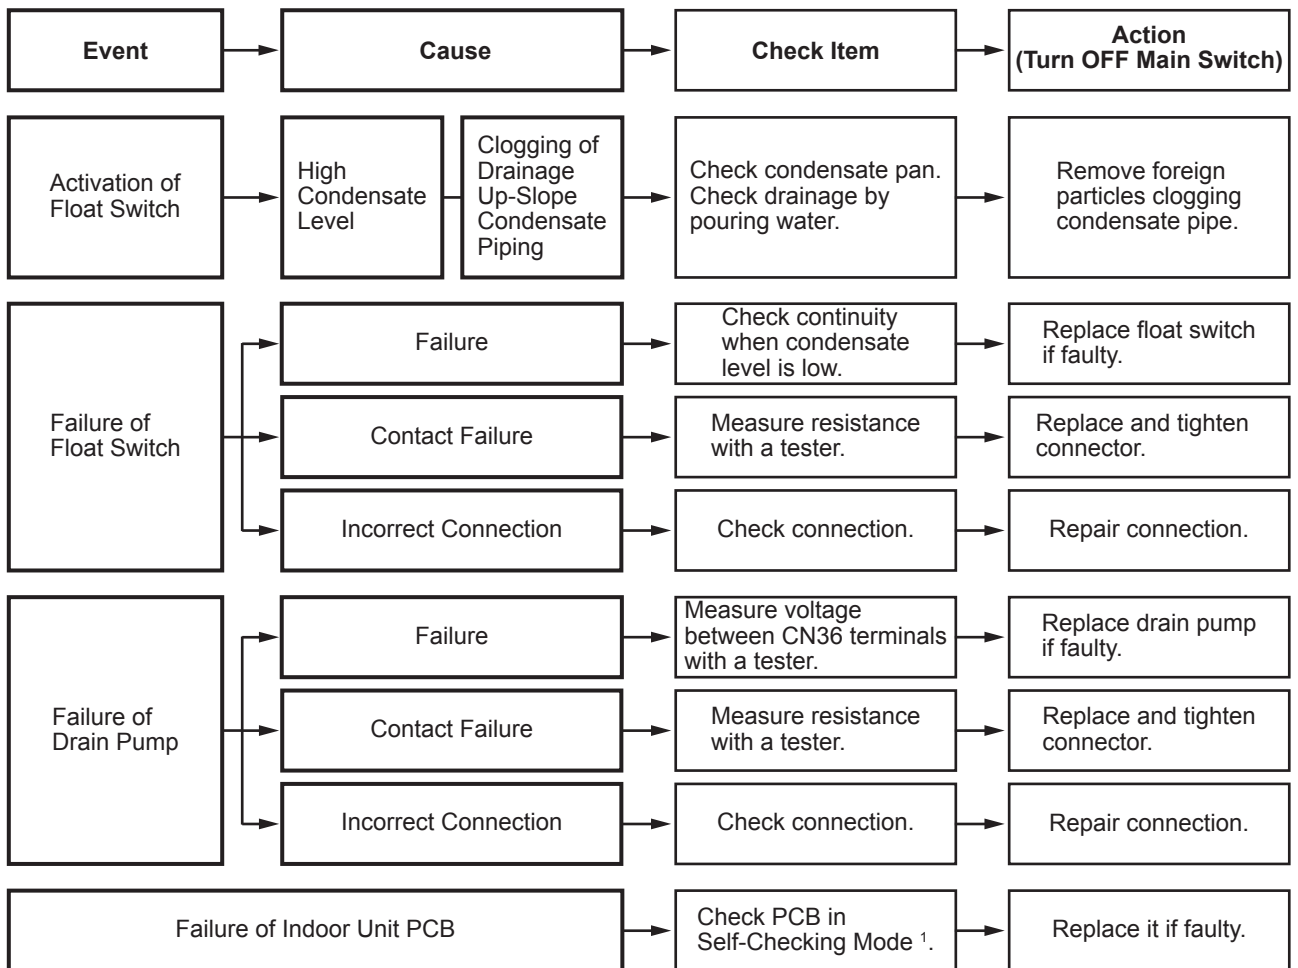 Event
Cause
Check Item
Action
(Turn OFF Main Switch)
Activation of
Float Switch
High
Condensate
Level
Clogging of
Drainage
Up-Slope
Condensate
Piping
Check condensate pan.
Check drainage by
pouring water.
Remove foreign
particles clogging
condensate pipe.
Failure of
Float Switch
Failure
Check continuity
when condensate
level is low.
Replace float switch
if faulty.
Contact Failure
Measure resistance
with a tester.
Replace and tighten
connector.
Incorrect Connection
Check connection.
Repair connection.
Failure of
Drain Pump
Failure
Measure voltage
between CN36 terminals
with a tester.
Replace drain pump
if faulty.
Contact Failure
Measure resistance
with a tester.
Replace and tighten
connector.
Incorrect Connection
Check connection.
Repair connection.
Failure of Indoor Unit PCB
Check PCB in
Self-Checking Mode ¹.
Replace it if faulty.